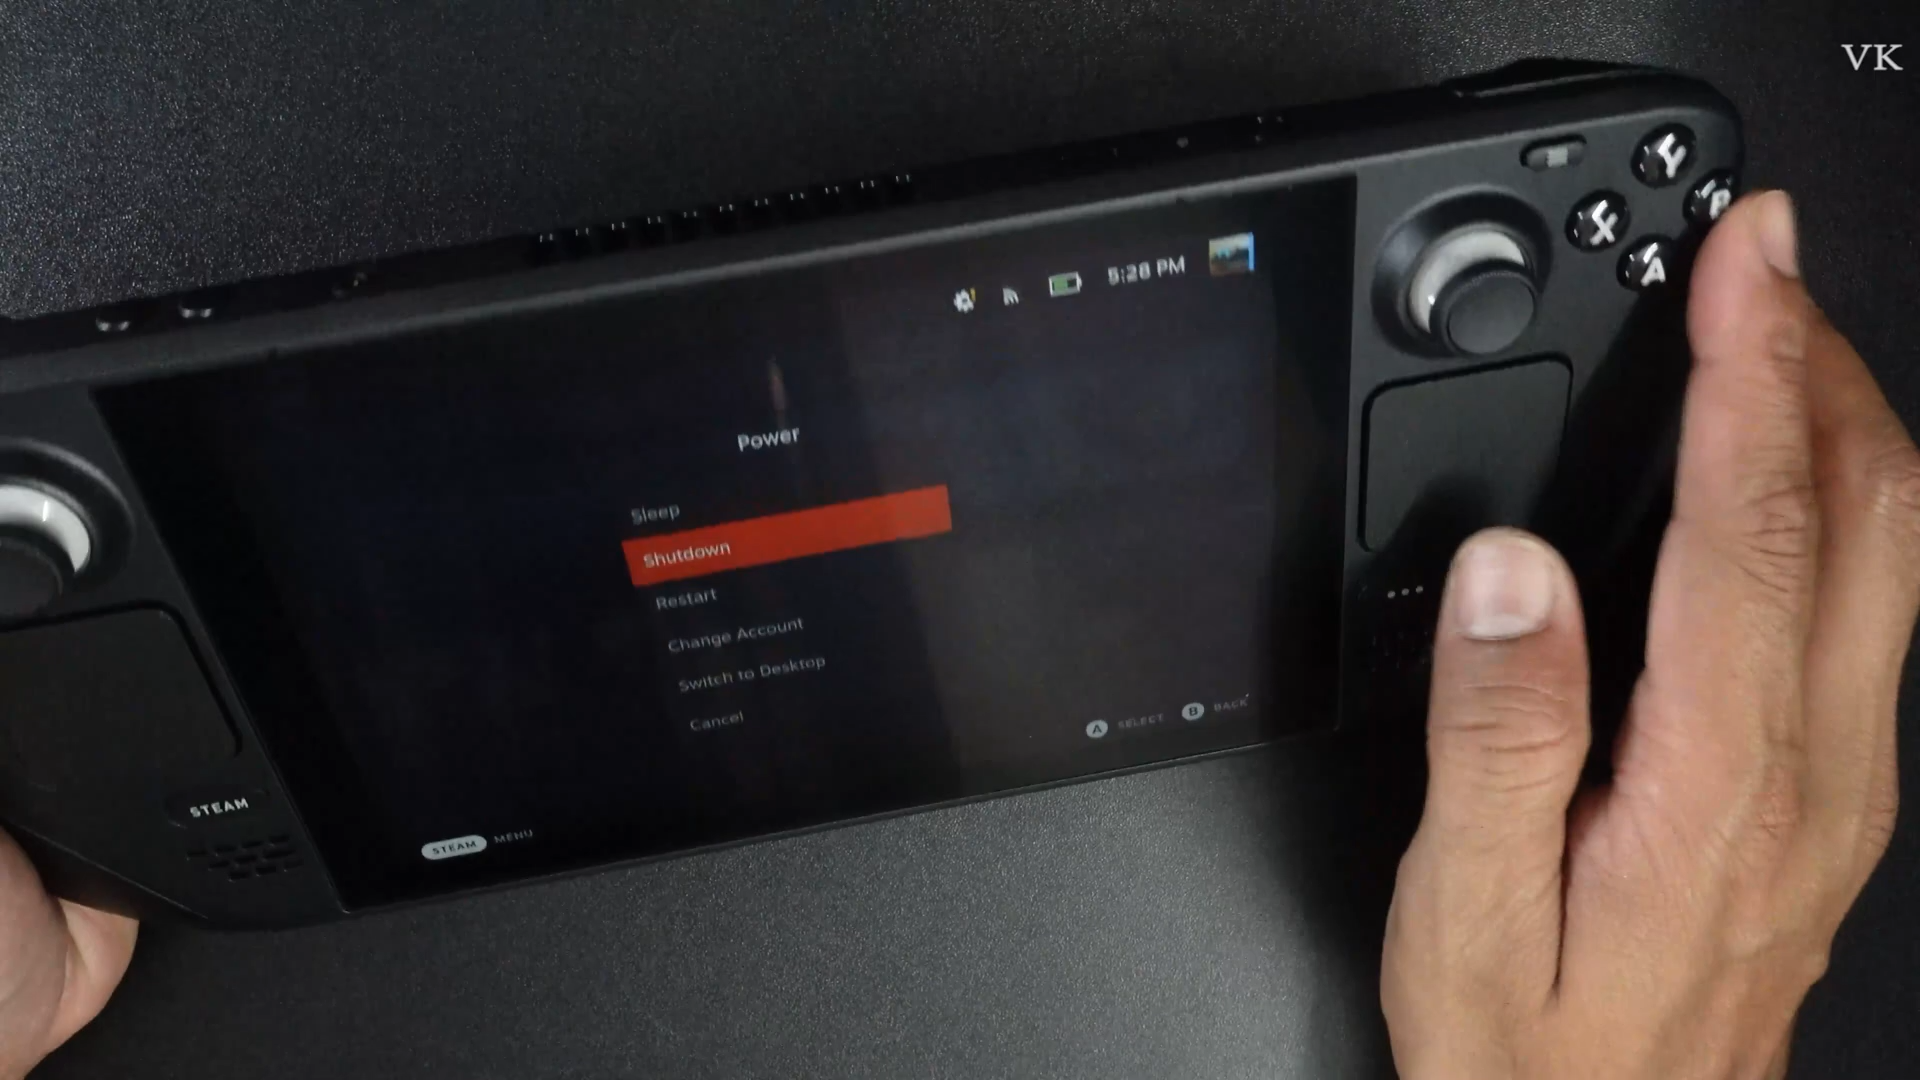 VK
Y
B
X
A
5:28 PM
Power
Sleep
Shutdown
Restart
Change Account
Switch to Desktop
Cancel
A SELECT B BACK
STEAM
STEAM MENU